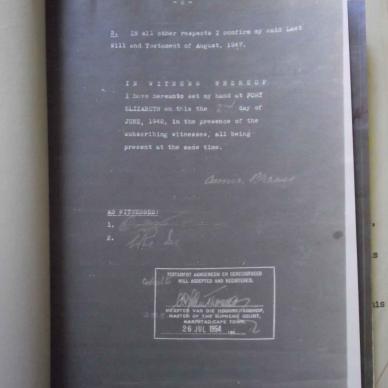 - 2 -
2. IN all other respects I confirm my said Last
Will and Testament of August, 1947.
IN WITNESS WHEREOF
I have hereunto set my hand at PORT
ELIZABETH on this the 2nd day of
JUNE, 1948, in the presence of the
subscribing witnesses, all being
present at the same time.
Annie
AS WITNESSES:
1.
2.
TESTAMENT AANGENEEM EN GEREGISTREER
WILL ACCEPTED AND REGISTERED.
MEESTER VAN DIE HOOGGEREGSHOF,
MASTER OF THE SUPREME COURT,
KAAPSTAD/CAPE TOWN.
26 JUL 1954